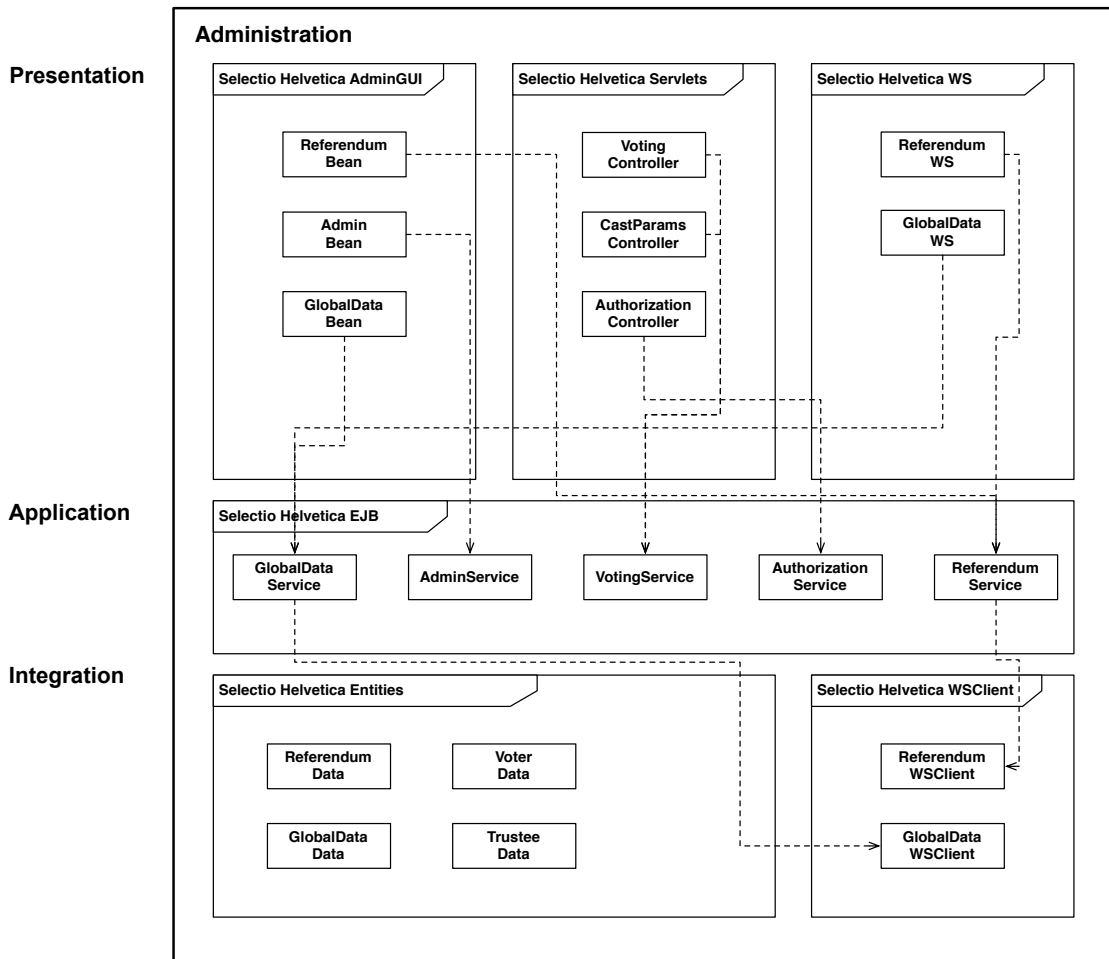 Administration
Presentation
Selectio Helvetica AdminGUI
Referendum
Bean
Admin
Bean
GlobalData
Bean
Selectio Helvetica Servlets
Voting
Controller
CastParams
Controller
Authorization
Controller
Selectio Helvetica WS
Referendum
WS
GlobalData
WS
Application
Selectio Helvetica EJB
GlobalData
Service
AdminService
VotingService
Authorization
Service
Referendum
Service
Integration
Selectio Helvetica Entities
Referendum
Data
Voter
Data
GlobalData
Data
Trustee
Data
Selectio Helvetica WSClient
Referendum
WSClient
GlobalData
WSClient